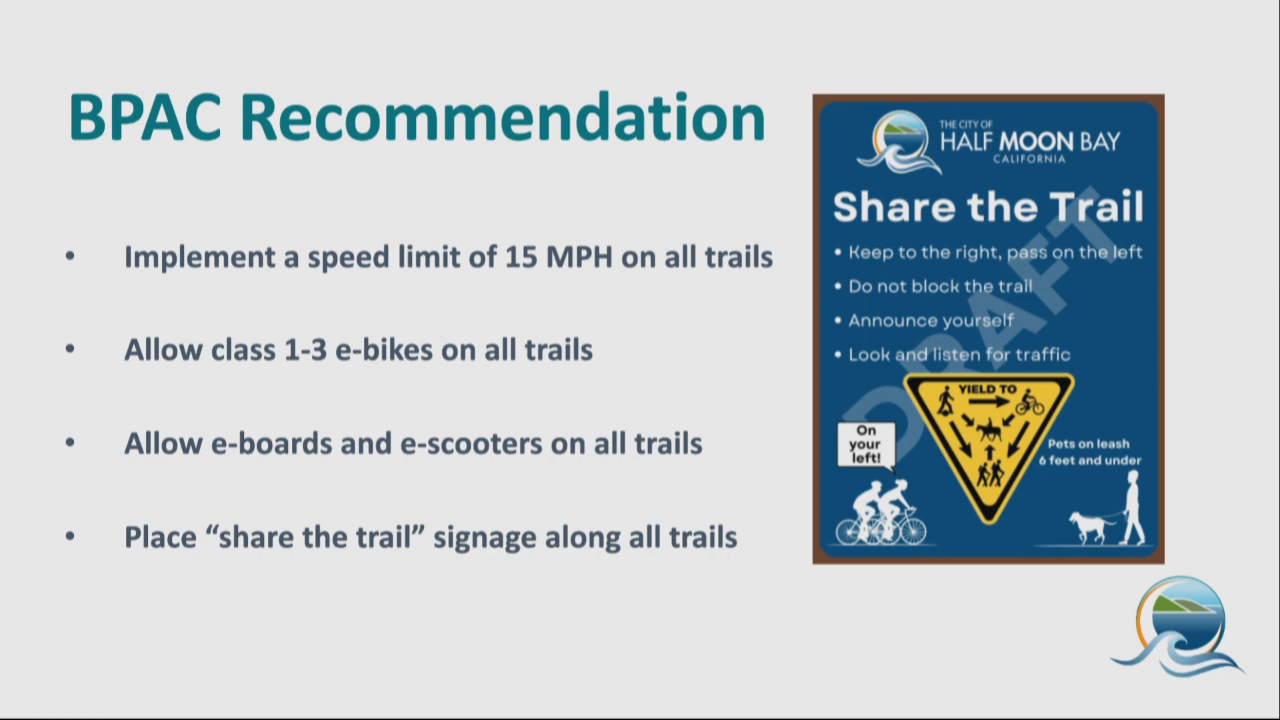 BPAC Recommendation
• Implement a speed limit of 15 MPH on all trails
• Allow class 1-3 e-bikes on all trails
• Allow e-boards and e-scooters on all trails
• Place “share the trail” signage along all trails
THE CITY OF
HALF MOON BAY
CALIFORNIA
Share the Trail
• Keep to the right, pass on the left
• Do not block the trail
• Announce yourself
• Look and listen for traffic
DRAFT
YIELD TO
On
your
left!
Pets on leash
6 feet and under